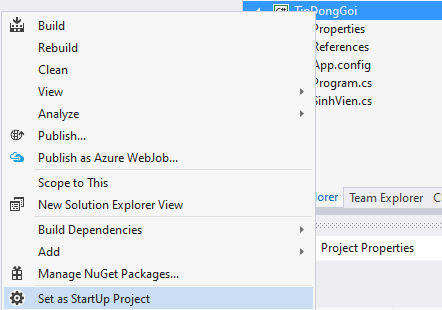 TinDongGoi
Properties
References
App.config
Program.cs
SinhVien.cs
Team Explorer
Project Properties
Build
Rebuild
Clean
View
Analyze
Publish...
Publish as Azure WebJob...
Scope to This
New Solution Explorer View
Build Dependencies
Add
Manage NuGet Packages...
Set as StartUp Project